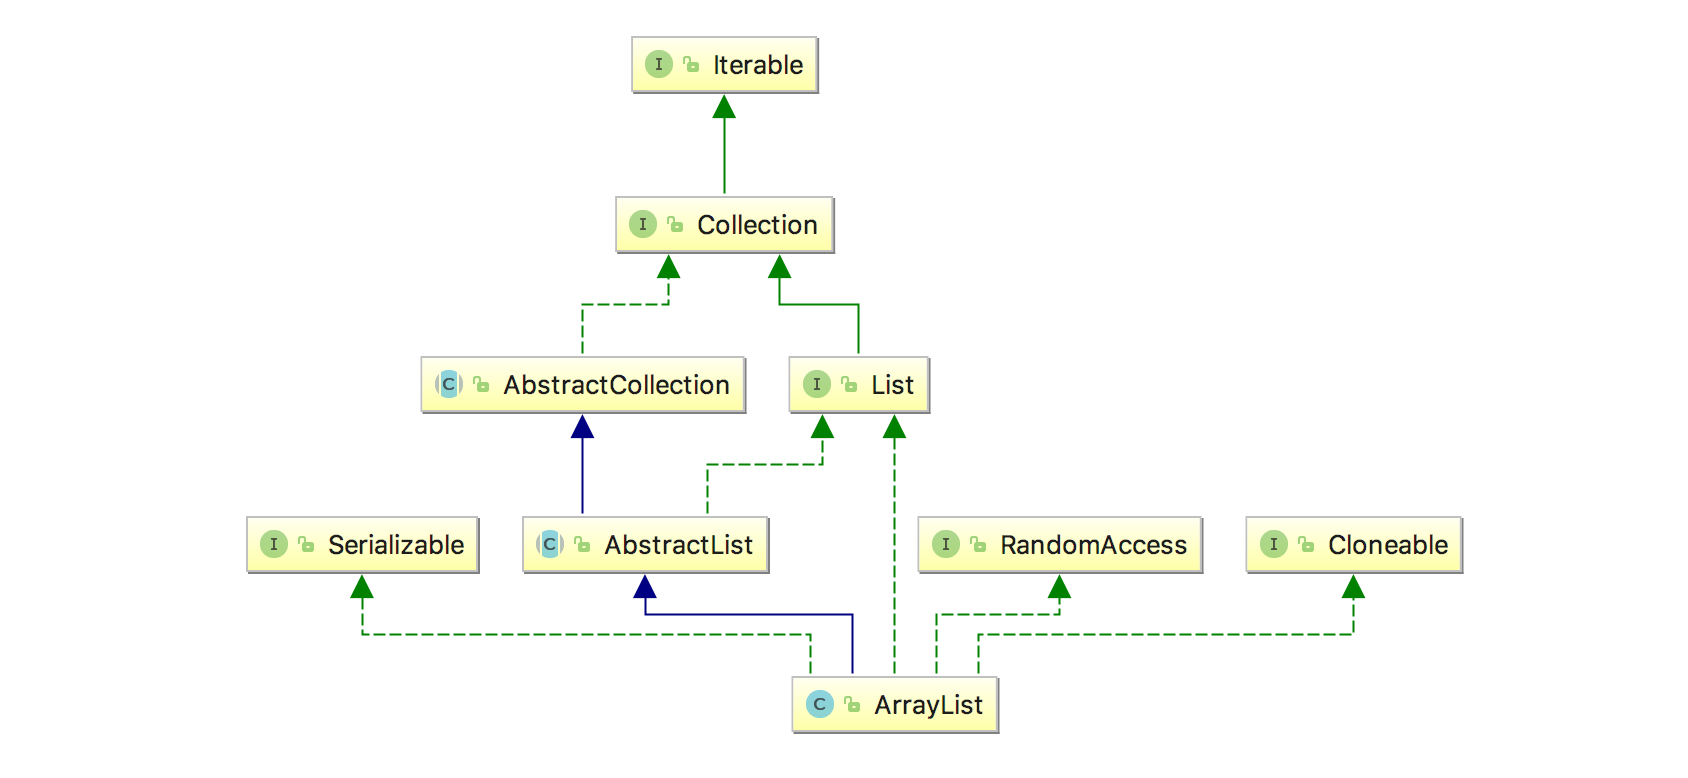 I Iterable
I Collection
C AbstractCollection
I List
I Serializable
C AbstractList
I RandomAccess
I Cloneable
C ArrayList